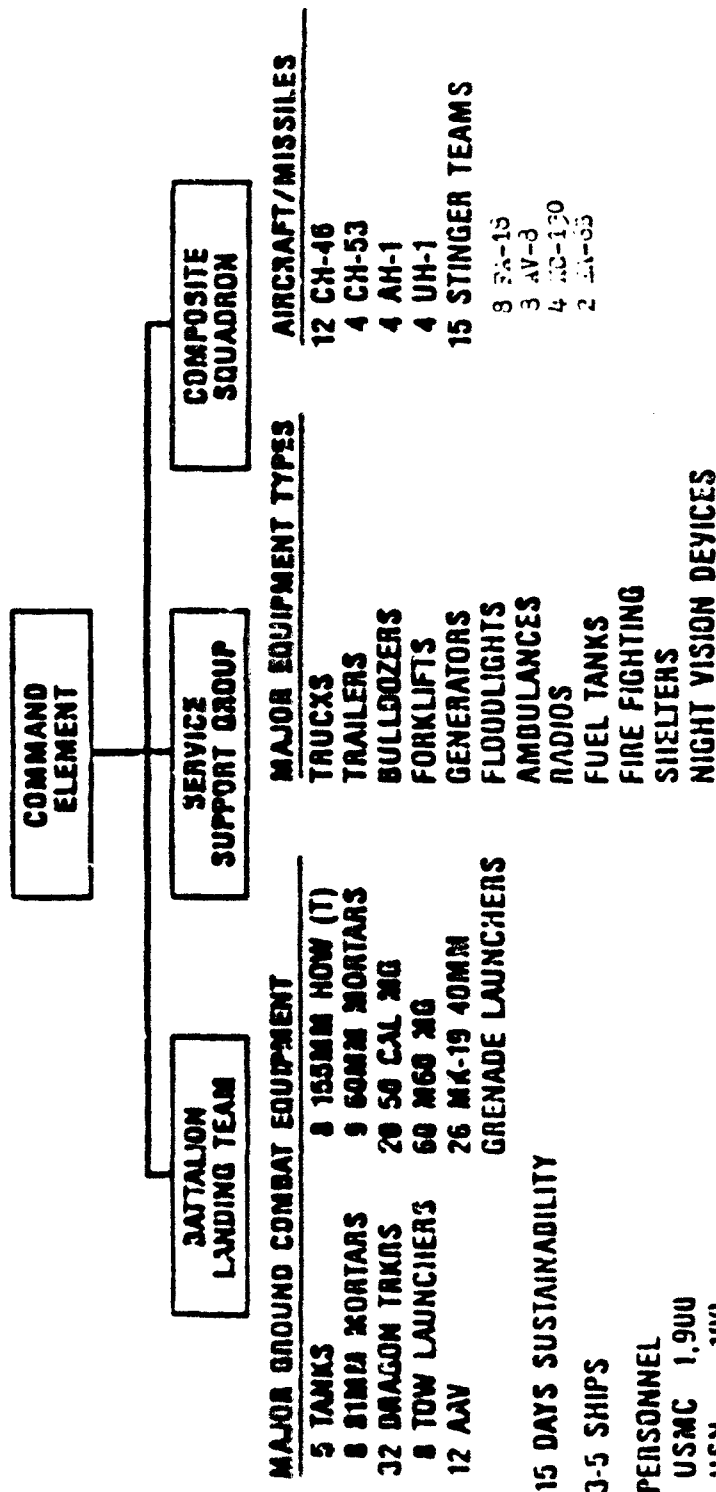 COMMAND
ELEMENT
BATTALION
LANDING TEAM
SERVICE
SUPPORT GROUP
COMPOSITE
SQUADRON
MAJOR GROUND COMBAT EQUIPMENT
5 TANKS
8 81MM MORTARS
32 DRAGON TRKRS
8 TOW LAUNCHERS
12 AAV
8 155MM HOW (T)
9 60MM MORTARS
20 50 CAL MG
60 M60 MG
26 MK-19 40MM
GRENADE LAUNCHERS
MAJOR EQUIPMENT TYPES
TRUCKS
TRAILERS
BULLDOZERS
FORKLIFTS
GENERATORS
FLOODLIGHTS
AMBULANCES
RADIOS
FUEL TANKS
FIRE FIGHTING
SHELTERS
NIGHT VISION DEVICES
AIRCRAFT/MISSILES
12 CH-46
4 CH-53
4 AH-1
4 UH-1
15 STINGER TEAMS
8
3 AV-8
4
2
15 DAYS SUSTAINABILITY
3-5 SHIPS
PERSONNEL
USMC 1,900